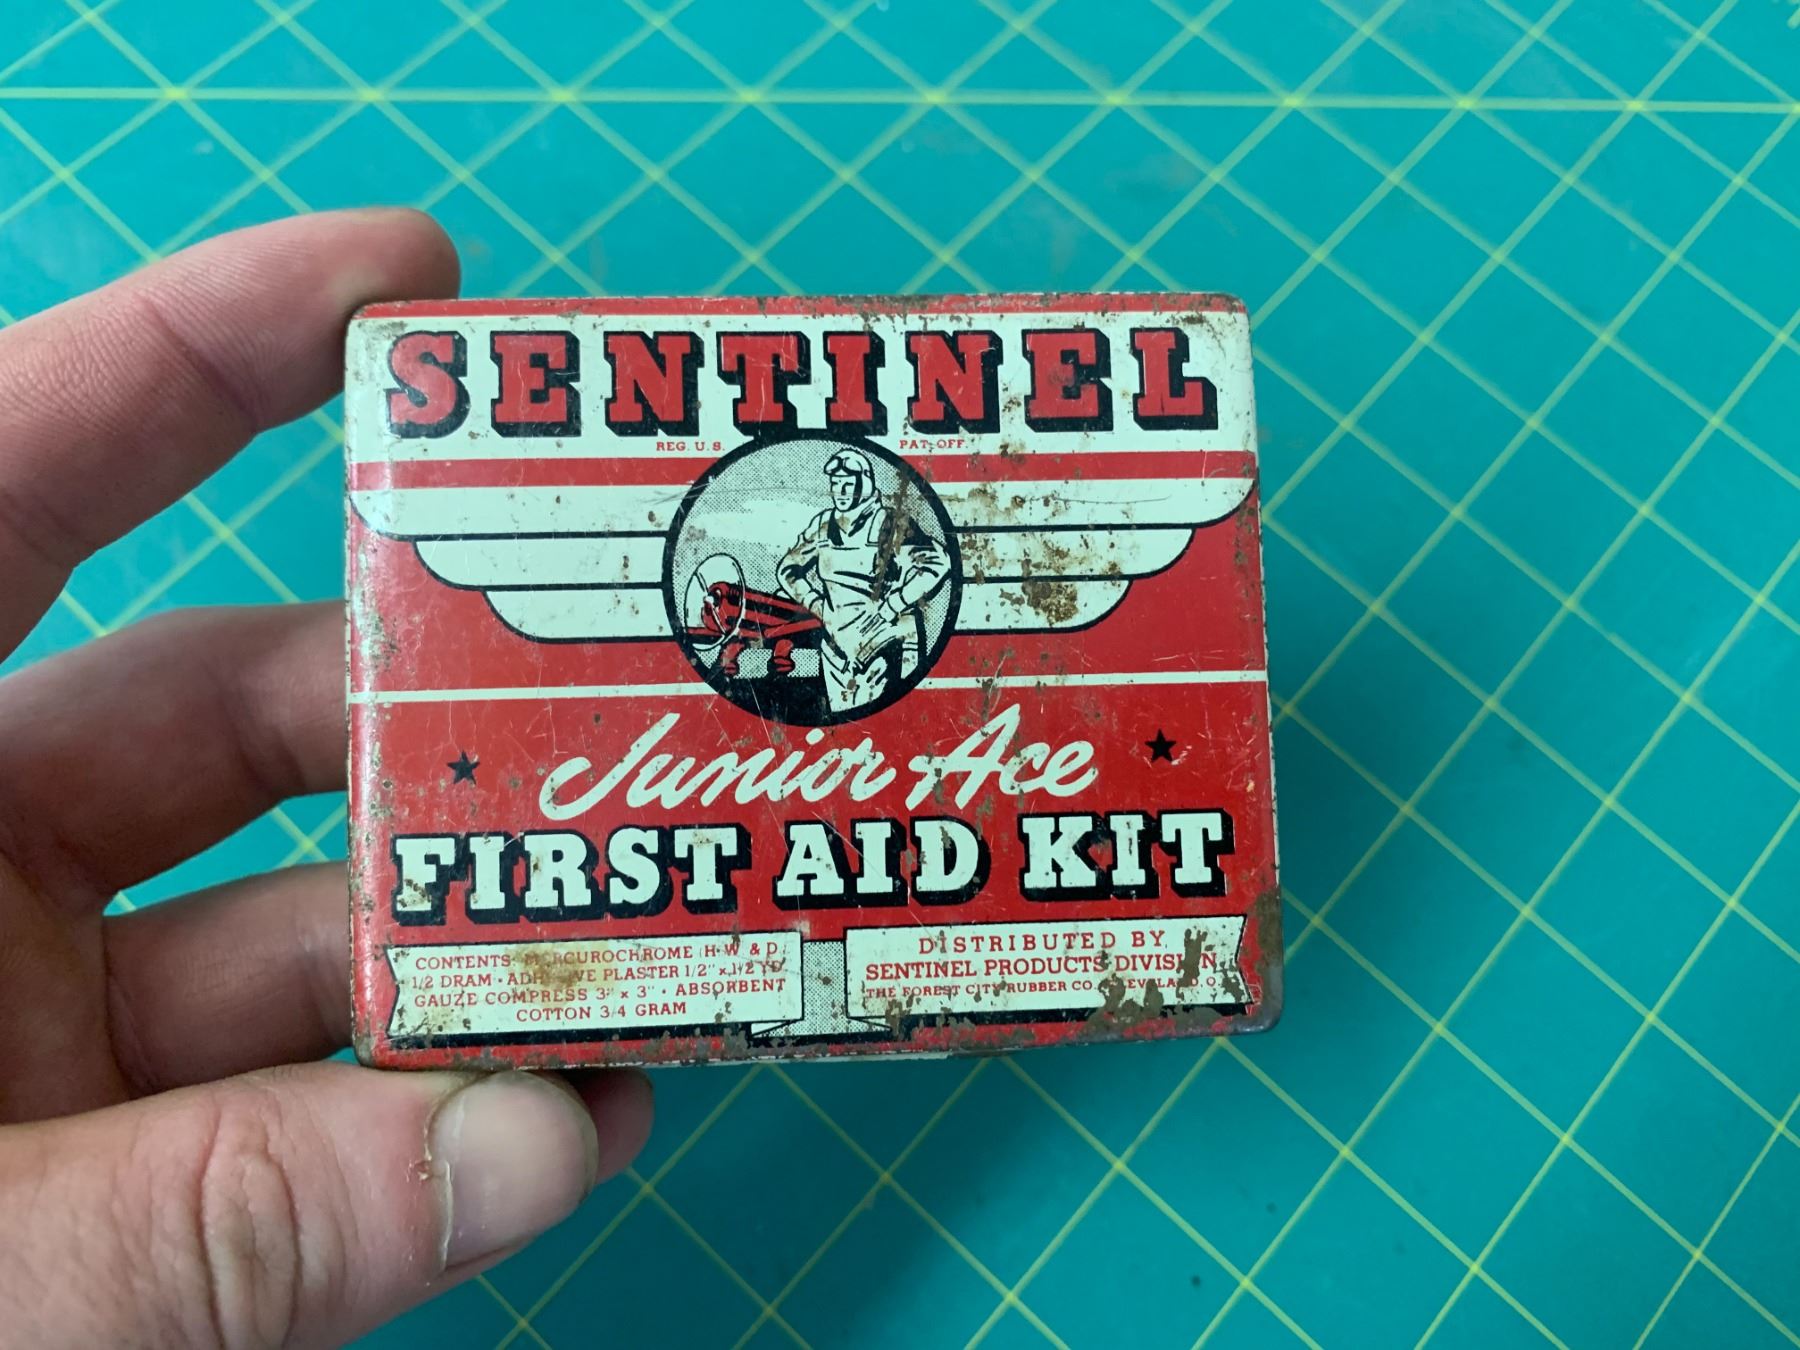 SENTINEL
REG. U.S. PAT. OFF.
Junior Ace
FIRST AID KIT
CONTENTS: MERCUROCHROME (H·W & D)
1/2 DRAM · ADHESIVE PLASTER 1/2" x 1/2 YD.
GAUZE COMPRESS 3" x 3" · ABSORBENT
COTTON 3/4 GRAM
DISTRIBUTED BY
SENTINEL PRODUCTS DIVISION
THE FOREST CITY RUBBER CO. CLEVELAND, O.